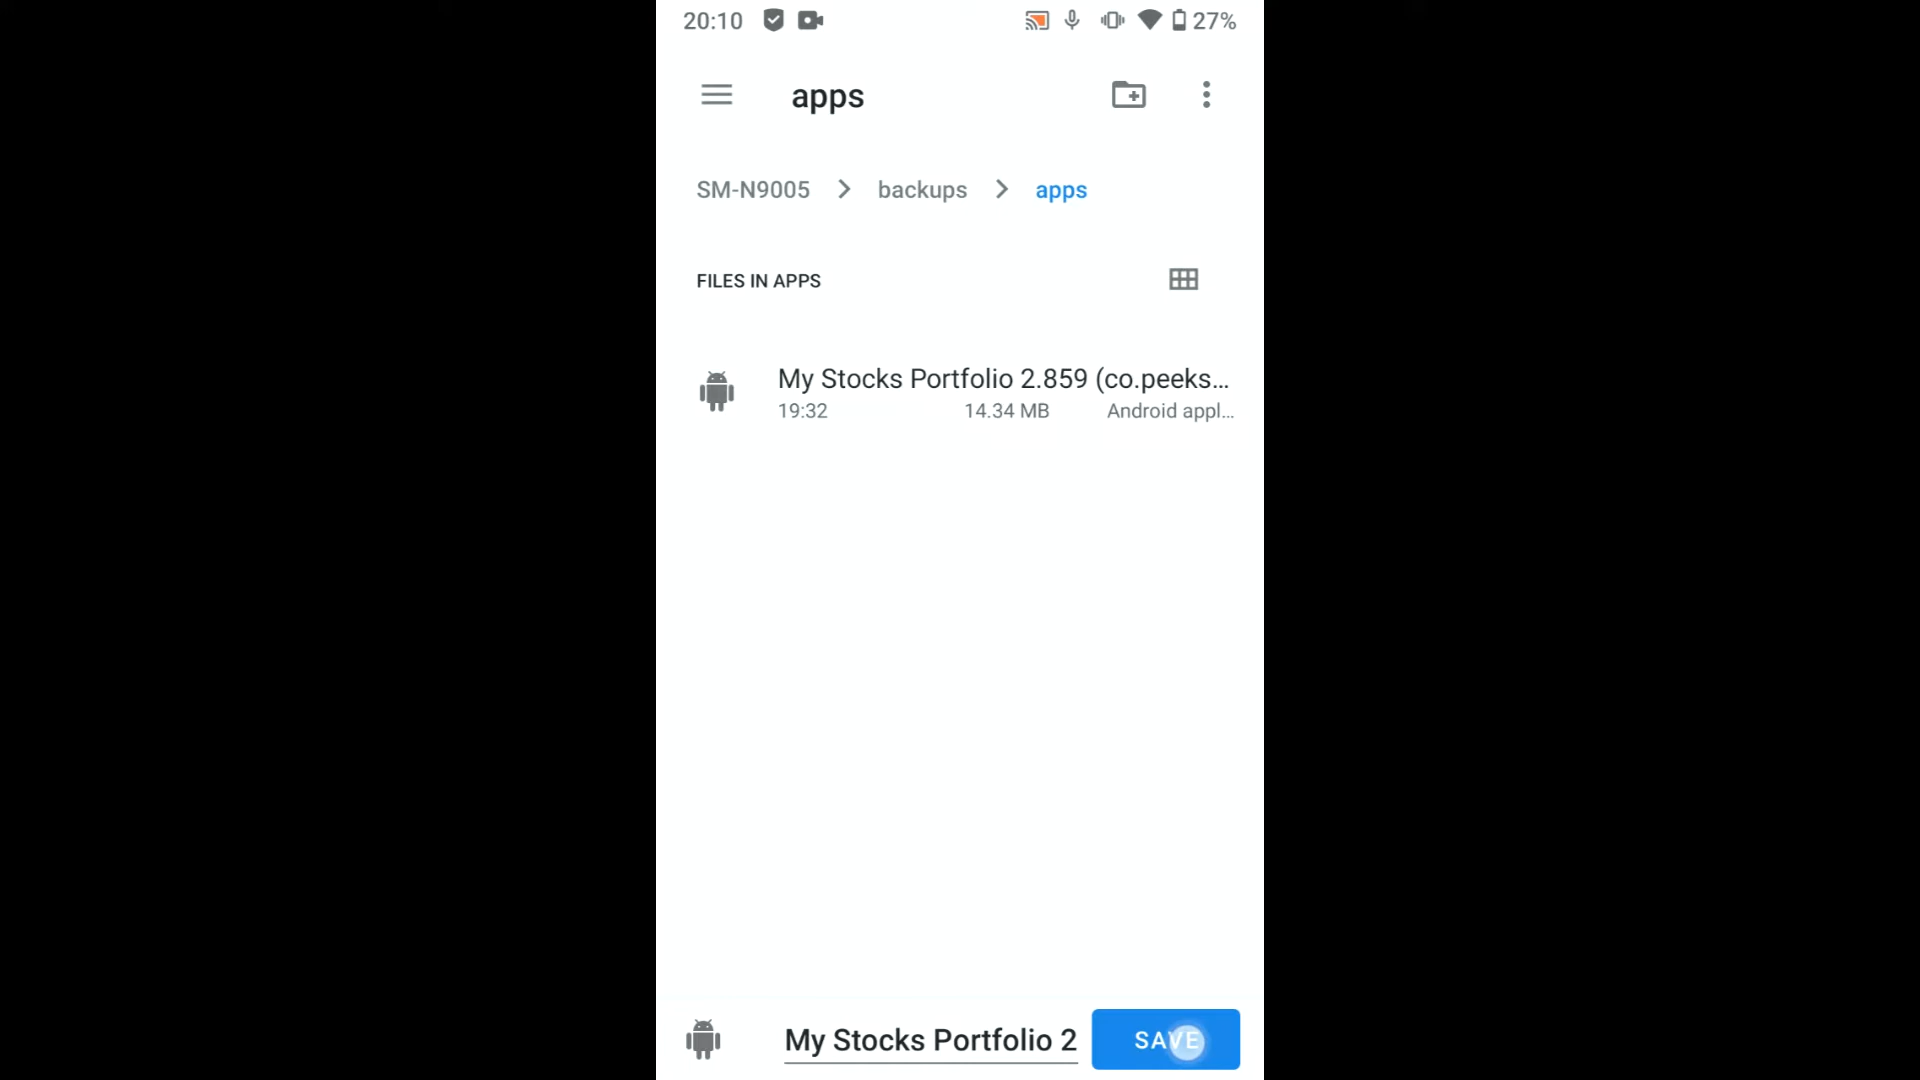 20:10 27%
apps
SM-N9005 backups apps
FILES IN APPS
My Stocks Portfolio 2.859 (co.peeks...
19:32 14.34 MB Android appl...
My Stocks Portfolio 2 SAVE